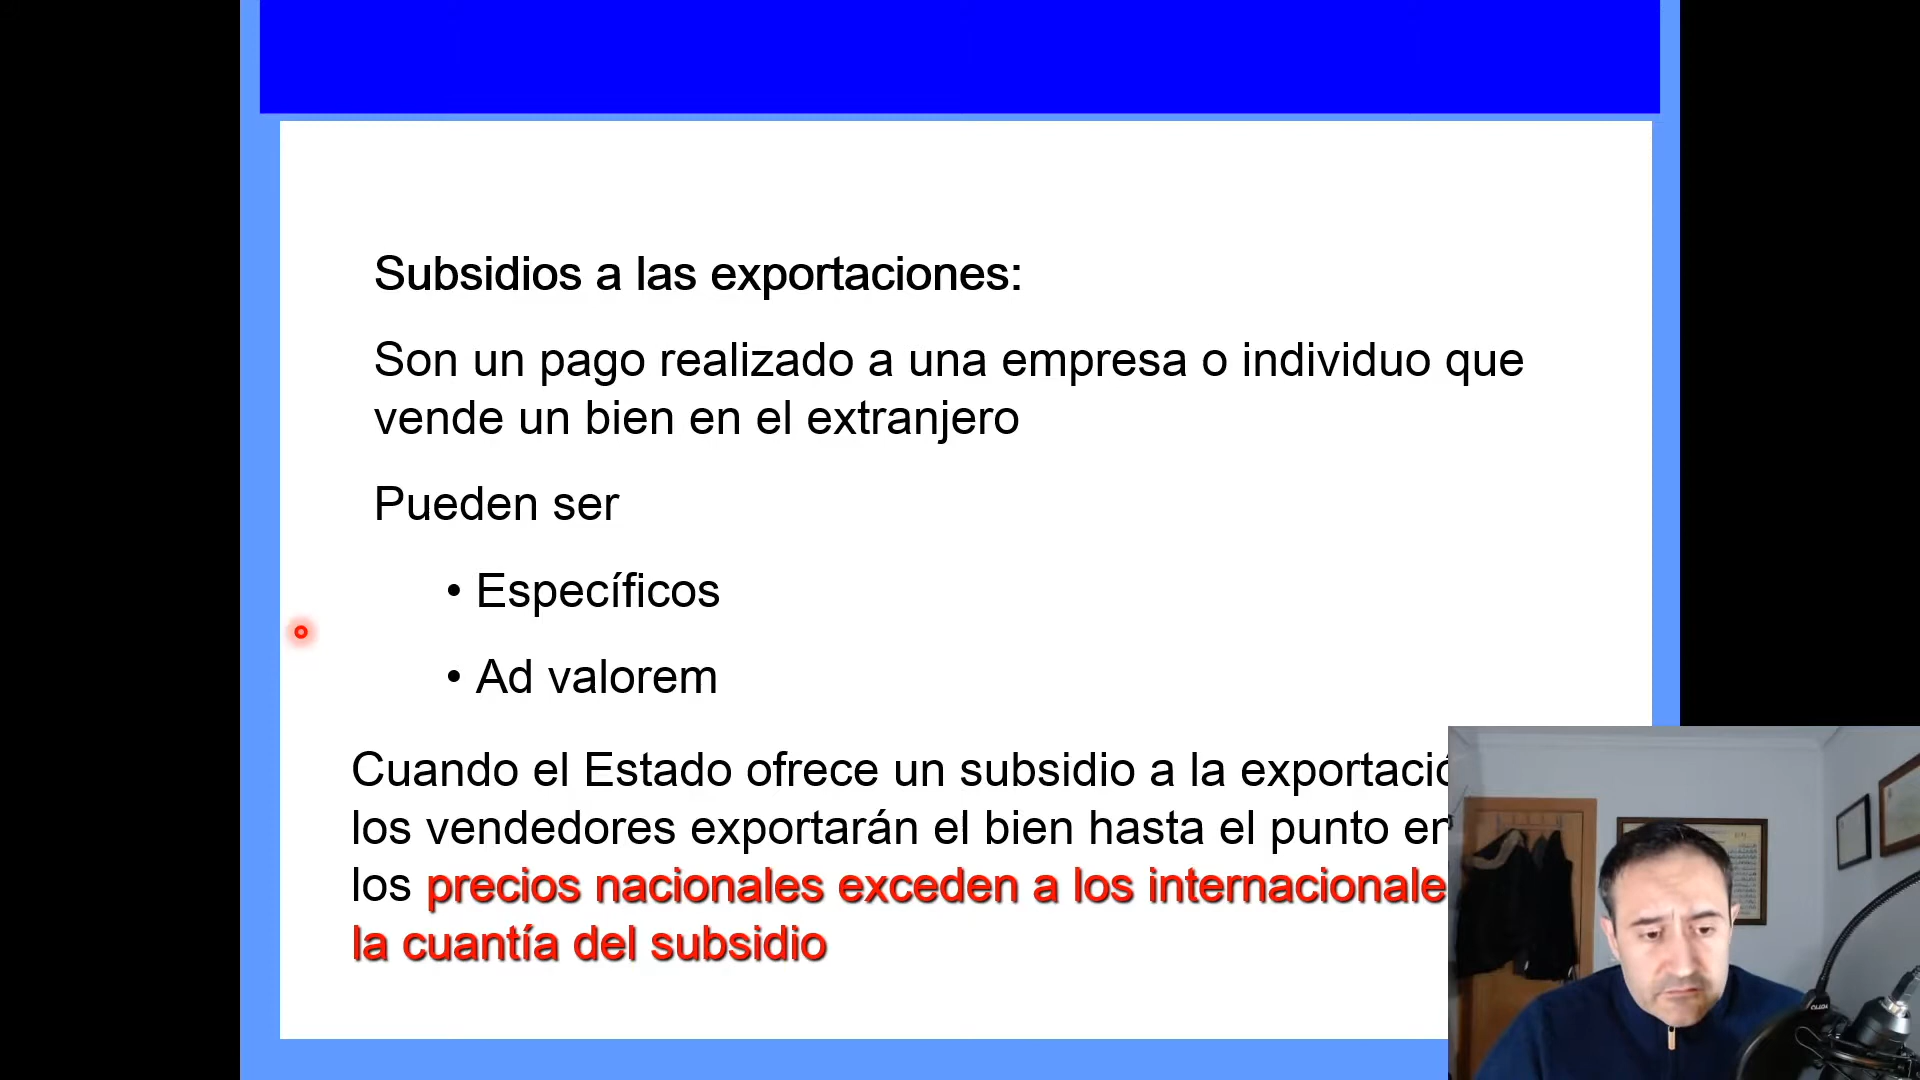 Subsidios a las exportaciones:
Son un pago realizado a una empresa o individuo que
vende un bien en el extranjero
Pueden ser
• Específicos
• Ad valorem
Cuando el Estado ofrece un subsidio a la
los vendedores exportarán el bien hasta el punto en
los precios nacionales exceden a los
la cuantía del subsidio